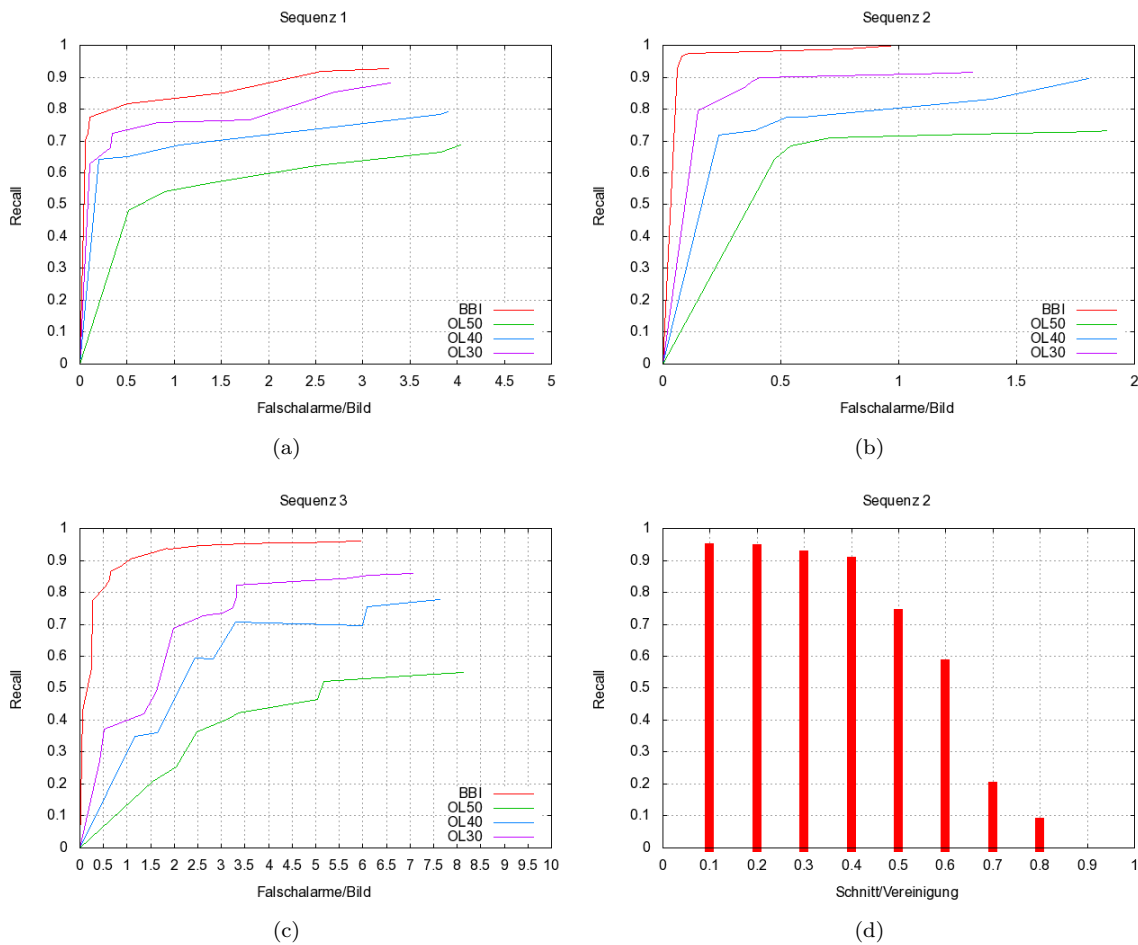 Sequenz 1
1
0.9
0.8
0.7
0.6
0.5
0.4
0.3
0.2
0.1
0
Recall
BBI
OL50
OL40
OL30
0.5 1 1.5 2 2.5 3 3.5 4 4.5 5
Falschalarme/Bild
(a)
Sequenz 2
1
0.9
0.8
0.7
0.6
0.5
0.4
0.3
0.2
0.1
0
Recall
BBI
OL50
OL40
OL30
0 0.5 1 1.5 2
Falschalarme/Bild
(b)
Sequenz 3
1
0.9
0.8
0.7
0.6
0.5
0.4
0.3
0.2
0.1
0
Recall
BBI
OL50
OL40
OL30
0 0.5 1 1.5 2 2.5 3 3.5 4 4.5 5 5.5 6 6.5 7 7.5 8 8.5 9 9.5 10
Falschalarme/Bild
(c)
Sequenz 2
1
0.9
0.8
0.7
0.6
0.5
0.4
0.3
0.2
0.1
0
Recall
0 0.1 0.2 0.3 0.4 0.5 0.6 0.7 0.8 0.9 1
Schnitt/Vereinigung
(d)